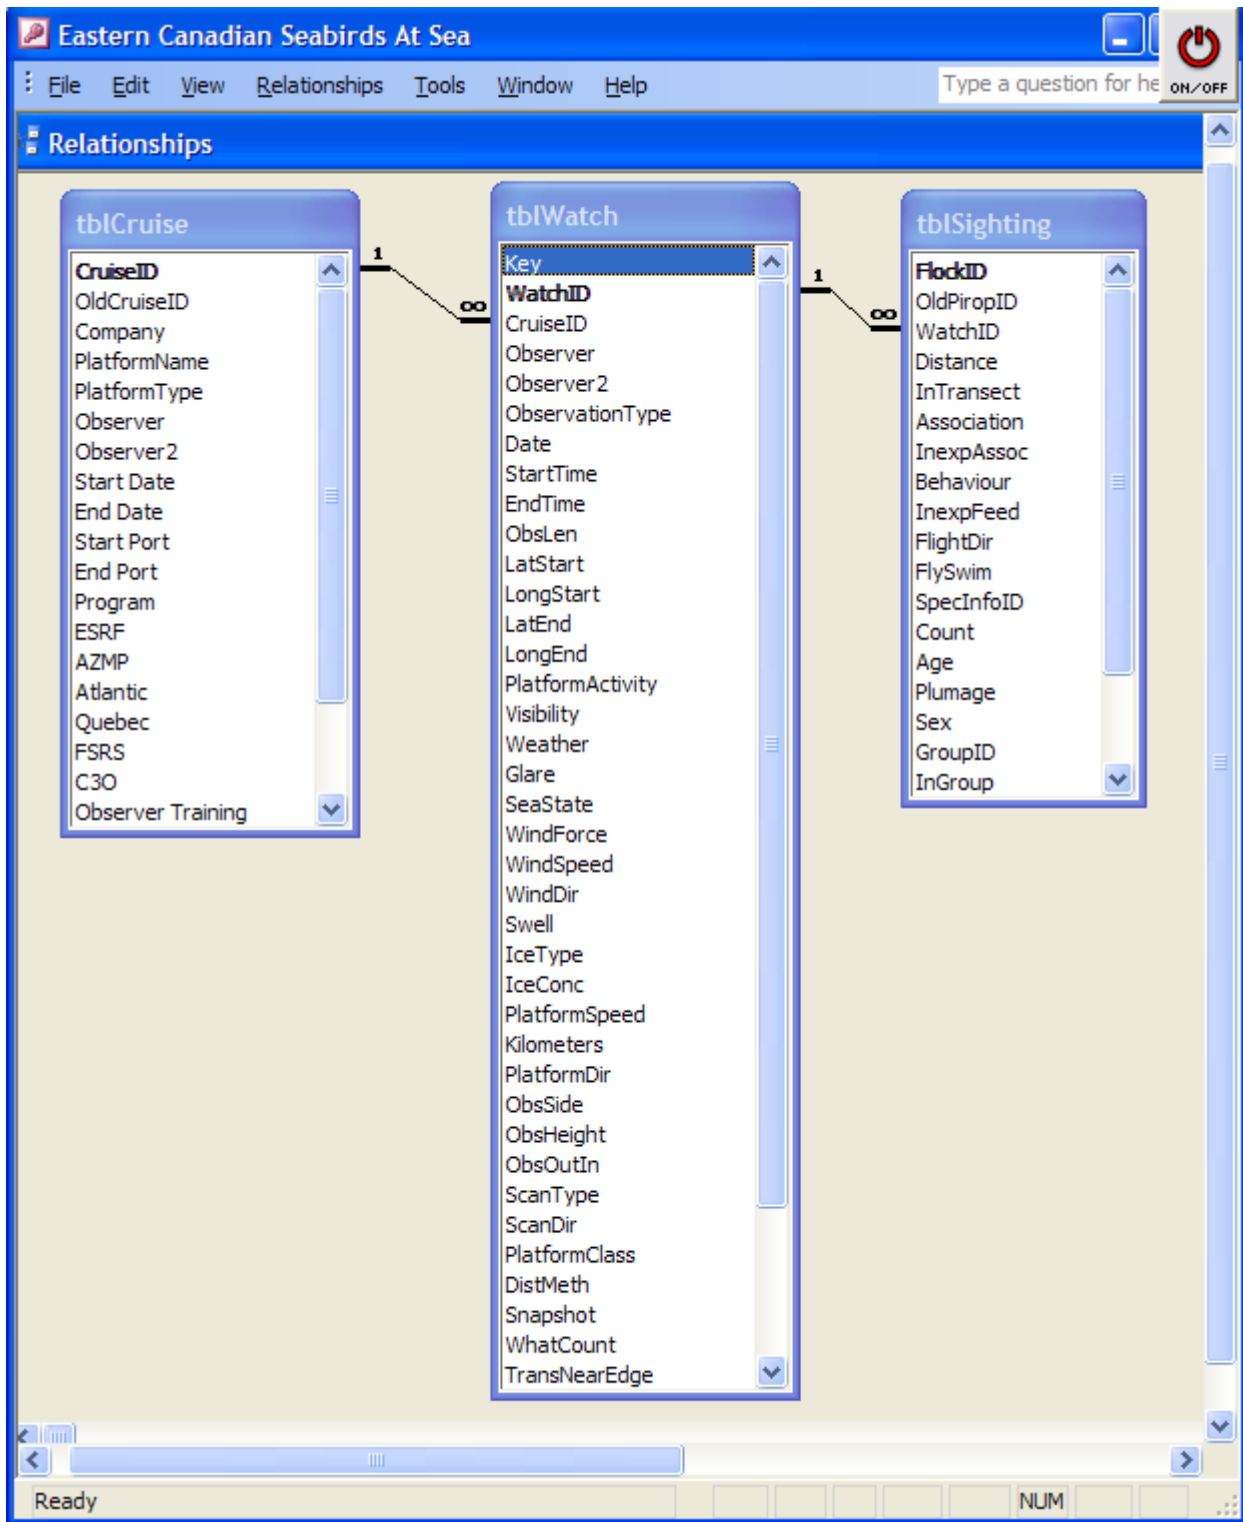 Eastern Canadian Seabirds At Sea
ON/OFF
File Edit View Relationships Tools Window Help
Type a question for he
Relationships
tblCruise
CruiseID
OldCruiseID
Company
PlatformName
PlatformType
Observer
Observer2
Start Date
End Date
Start Port
End Port
Program
ESRF
AZMP
Atlantic
Quebec
FSRS
C3O
Observer Training
1
∞
tblWatch
Key
WatchID
CruiseID
Observer
Observer2
ObservationType
Date
StartTime
EndTime
ObsLen
LatStart
LongStart
LatEnd
LongEnd
PlatformActivity
Visibility
Weather
Glare
SeaState
WindForce
WindSpeed
WindDir
Swell
IceType
IceConc
PlatformSpeed
Kilometers
PlatformDir
ObsSide
ObsHeight
ObsOutIn
ScanType
ScanDir
PlatformClass
DistMeth
Snapshot
WhatCount
TransNearEdge
1
∞
tblSighting
FlockID
OldPiropID
WatchID
Distance
InTransect
Association
InexpAssoc
Behaviour
InexpFeed
FlightDir
FlySwim
SpecInfoID
Count
Age
Plumage
Sex
GroupID
InGroup
Ready
NUM